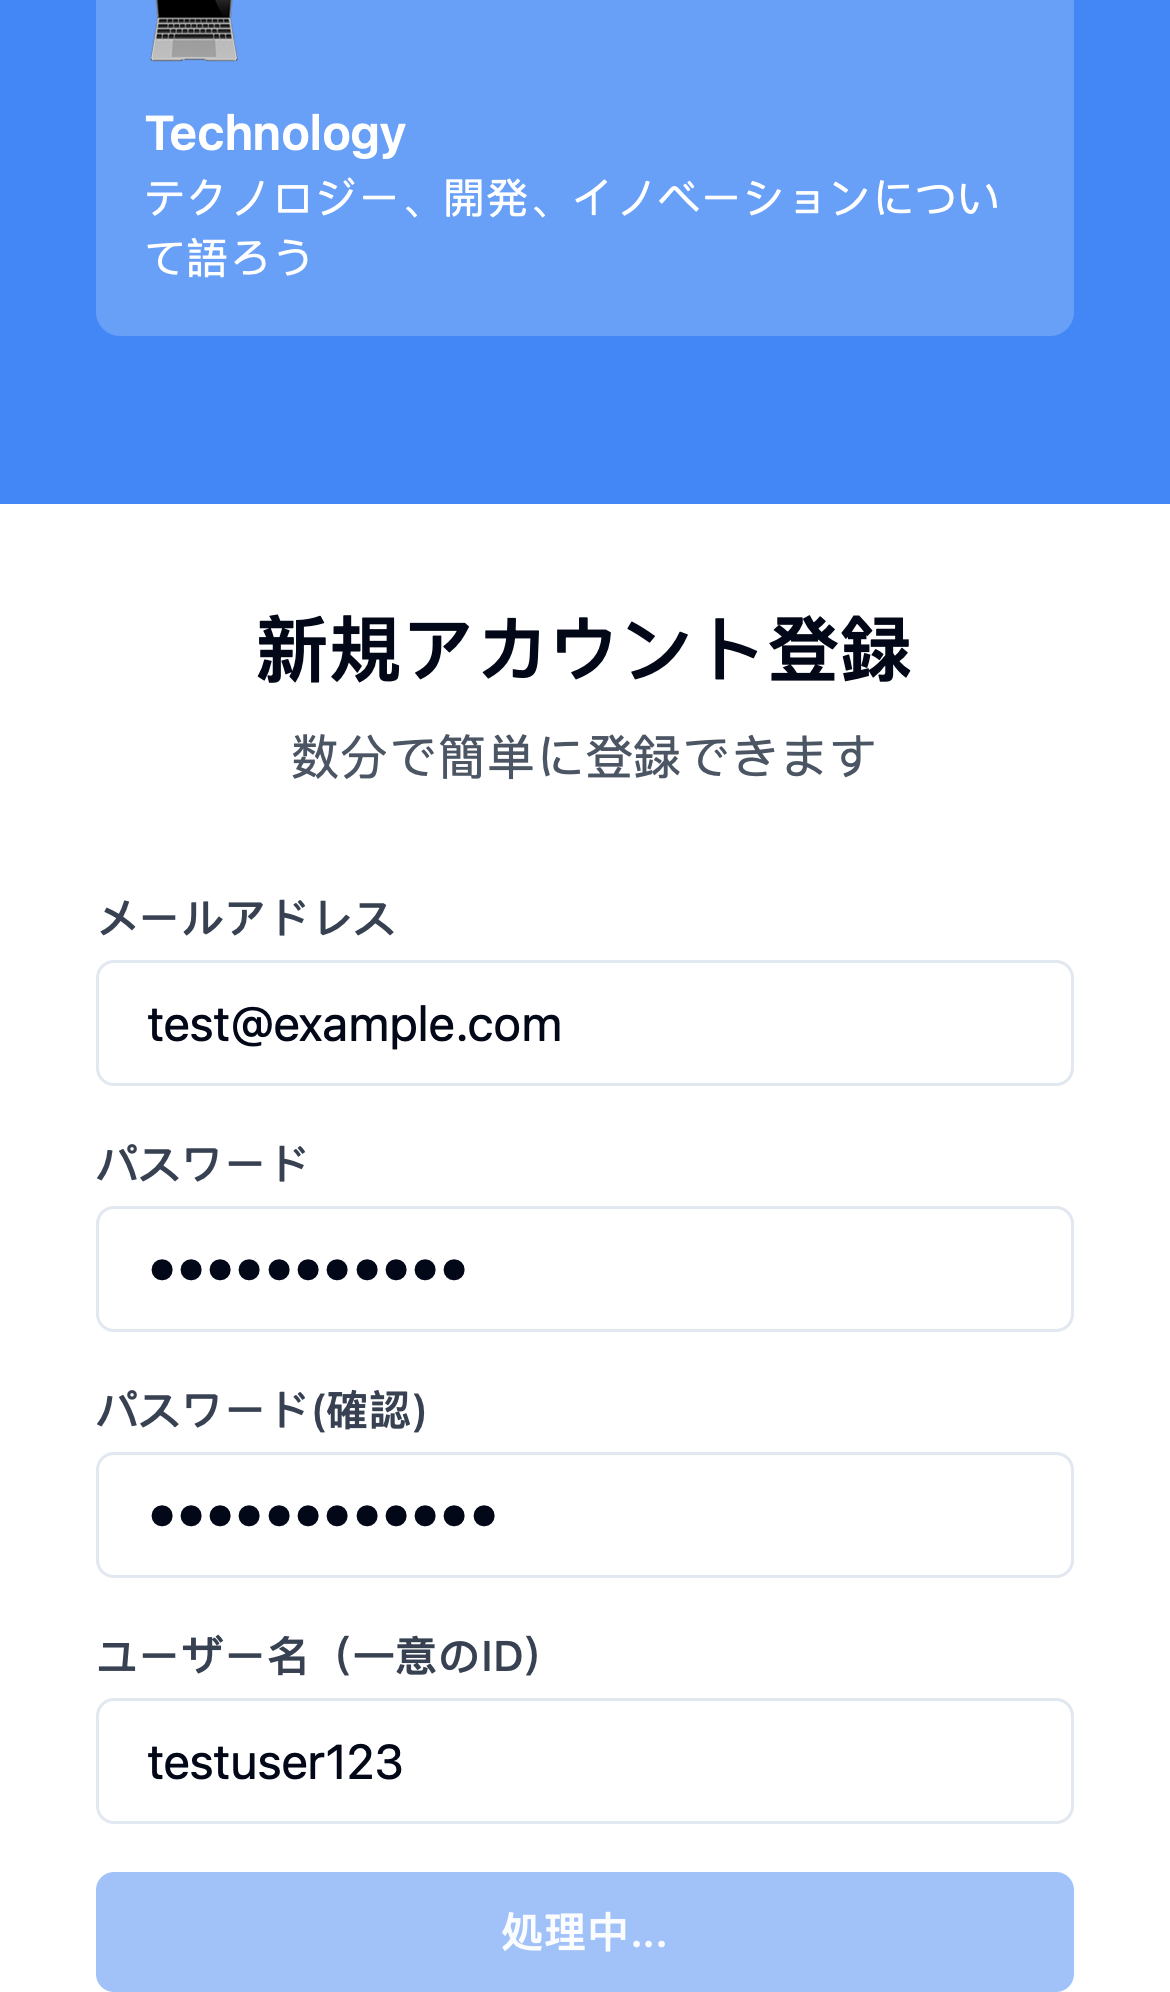 Technology
テクノロジー、開発、イノベーションについ
て語ろう
新規アカウント登録
数分で簡単に登録できます
メールアドレス
test@example.com
パスワード
●●●●●●●●●●●
パスワード(確認)
●●●●●●●●●●●●
ユーザー名（一意のID）
testuser123
処理中...